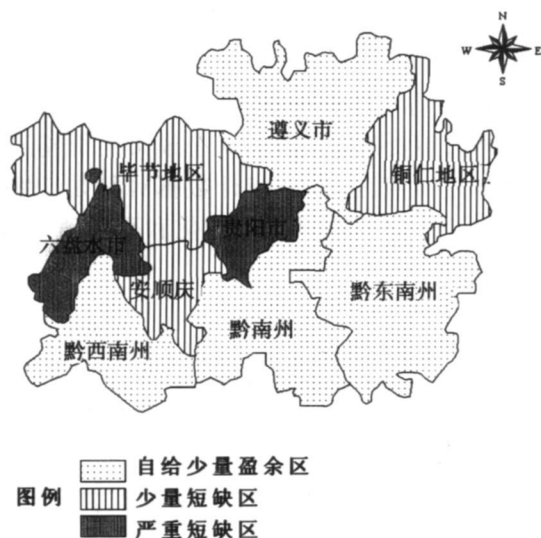 N
W E
S
遵义市
毕节地区
铜仁地区
六盘水市
贵阳市
安顺庆
黔东南州
黔西南州
黔南州
图例
自给少量盈余区
少量短缺区
严重短缺区